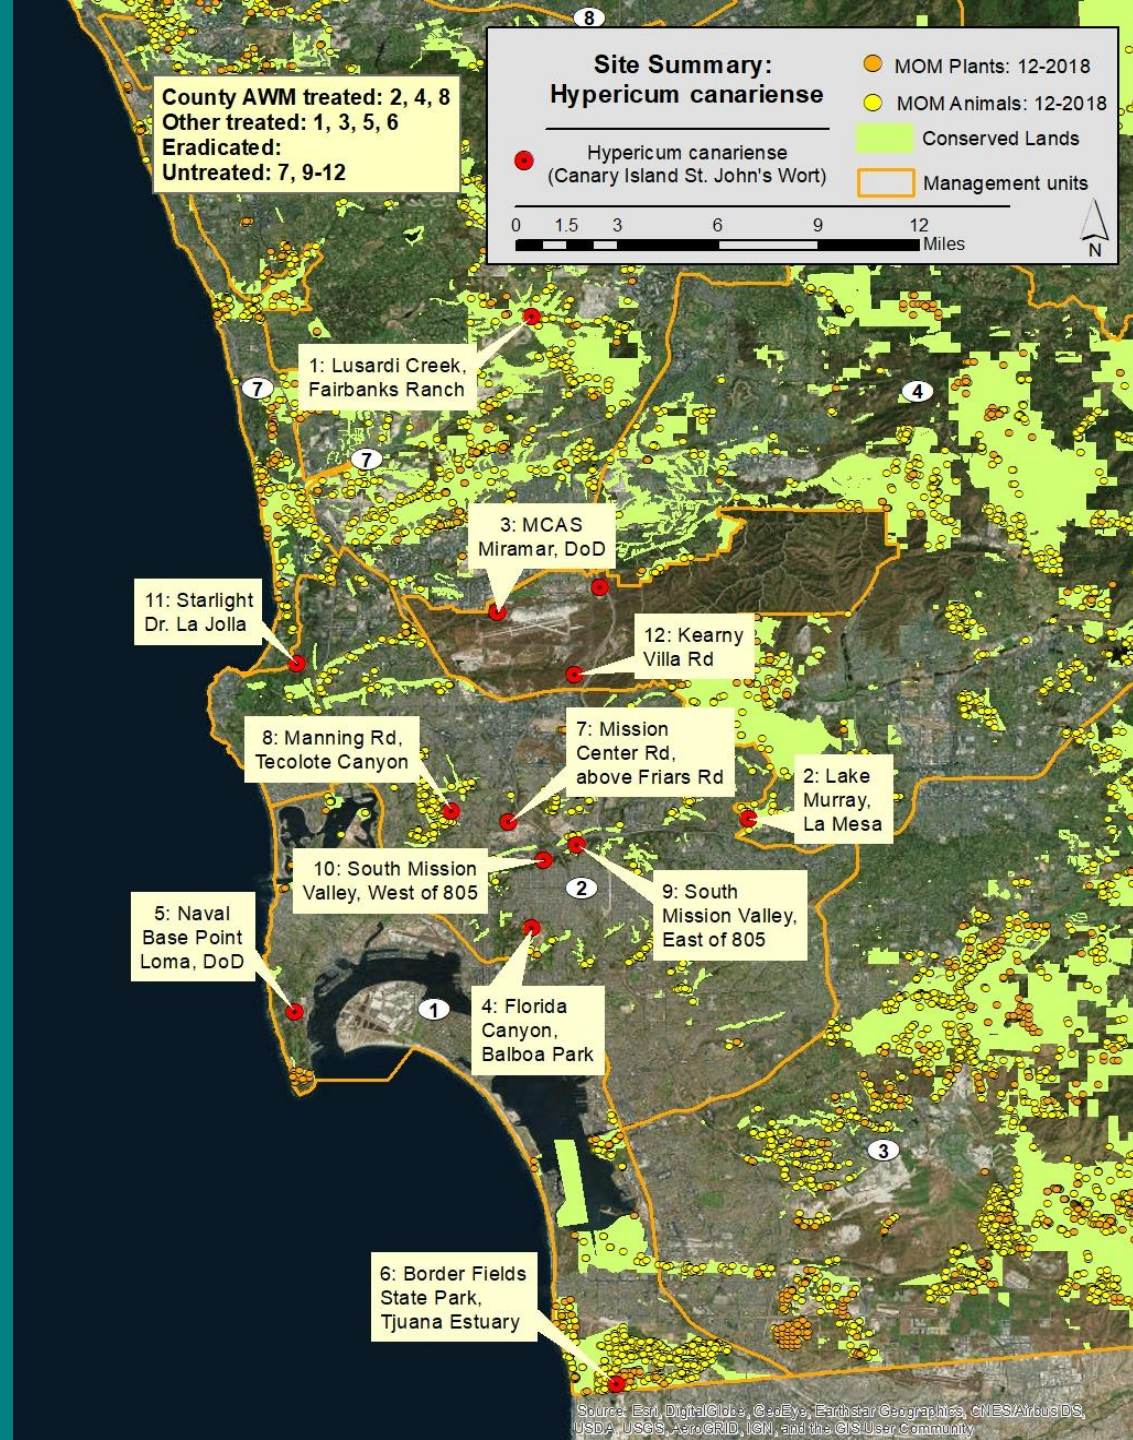 8
Site Summary:
Hypericum canariense
Hypericum canariense
(Canary Island St. John's Wort)
MOM Plants: 12-2018
MOM Animals: 12-2018
Conserved Lands
Management units
0 1.5 3 6 9 12
Miles
N
County AWM treated: 2, 4, 8
Other treated: 1, 3, 5, 6
Eradicated:
Untreated: 7, 9-12
1: Lusardi Creek,
Fairbanks Ranch
7
4
7
3: MCAS
Miramar, DoD
11: Starlight
Dr. La Jolla
12: Kearny
Villa Rd
8: Manning Rd,
Tecolote Canyon
7: Mission
Center Rd,
above Friars Rd
2: Lake
Murray,
La Mesa
10: South Mission
Valley, West of 805
2
9: South
Mission Valley,
East of 805
5: Naval
Base Point
Loma, DoD
1
4: Florida
Canyon,
Balboa Park
3
6: Border Fields
State Park,
Tjuana Estuary
Source: Esri, DigitalGlobe, GeoEye, Earthstar Geographics, CNES/Airbus DS,
USDA, USGS, AeroGRID, IGN, and the GIS User Community